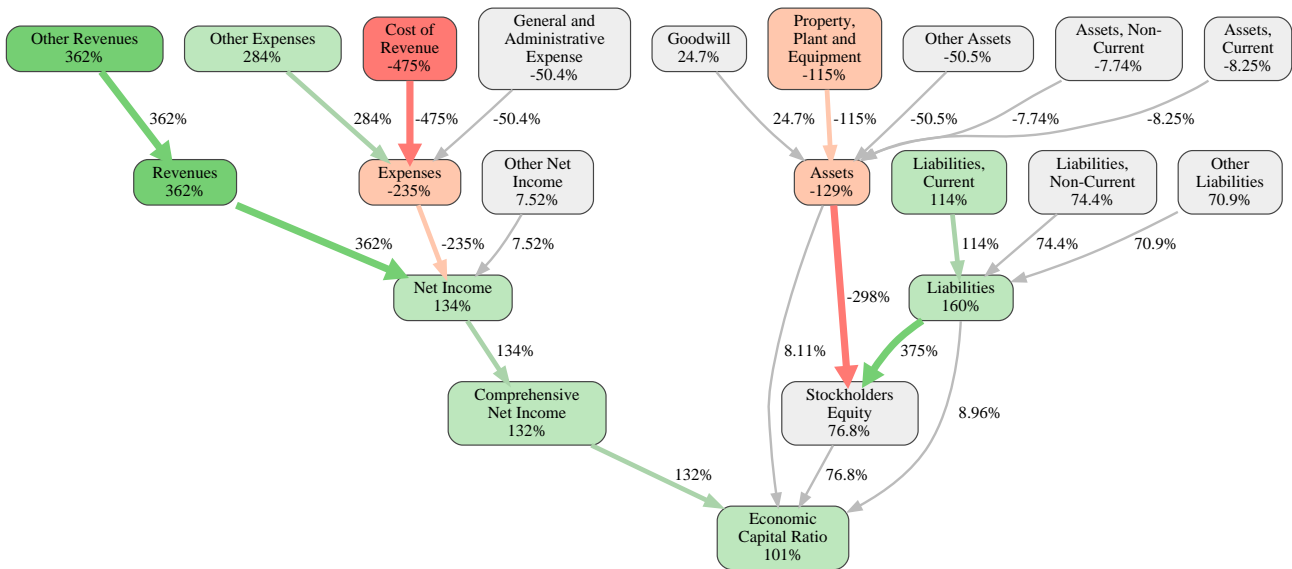 Other Revenues
362%
Other Expenses
284%
Cost of
Revenue
-475%
General and
Administrative
Expense
-50.4%
Goodwill
24.7%
Property,
Plant and
Equipment
-115%
Other Assets
-50.5%
Assets, Non-
Current
-7.74%
Assets,
Current
-8.25%
362%
284%
-475%
-50.4%
24.7%
-115%
-50.5%
-7.74%
-8.25%
Revenues
362%
Expenses
-235%
Other Net
Income
7.52%
Assets
-129%
Liabilities,
Current
114%
Liabilities,
Non-Current
74.4%
Other
Liabilities
70.9%
362%
-235%
7.52%
114%
74.4%
70.9%
Net Income
134%
-298%
Liabilities
160%
134%
8.11%
375%
Comprehensive
Net Income
132%
Stockholders
Equity
76.8%
8.96%
132%
76.8%
Economic
Capital Ratio
101%